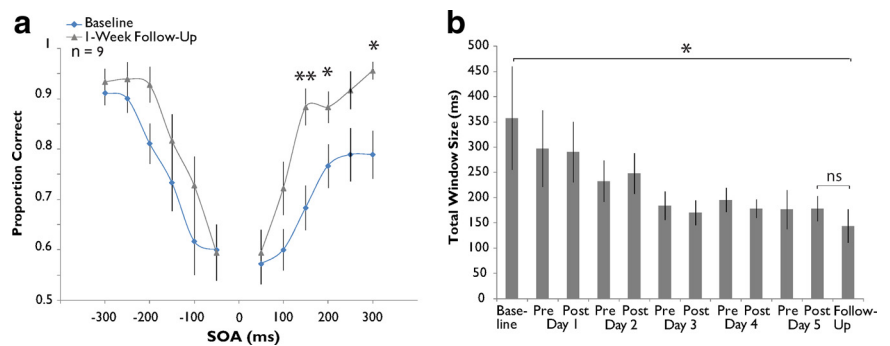 a
Baseline
1-Week Follow-Up
n = 9
**
*
*
Proportion Correct
1
0.9
0.8
0.7
0.6
0.5
-300
-200
-100
0
100
200
300
SOA (ms)
b
Total Window Size (ms)
500
450
400
350
300
250
200
150
100
50
0
*
ns
Base-
line
Pre Post
Day 1
Pre Post
Day 2
Pre Post
Day 3
Pre Post
Day 4
Pre Post
Day 5
Follow-
Up